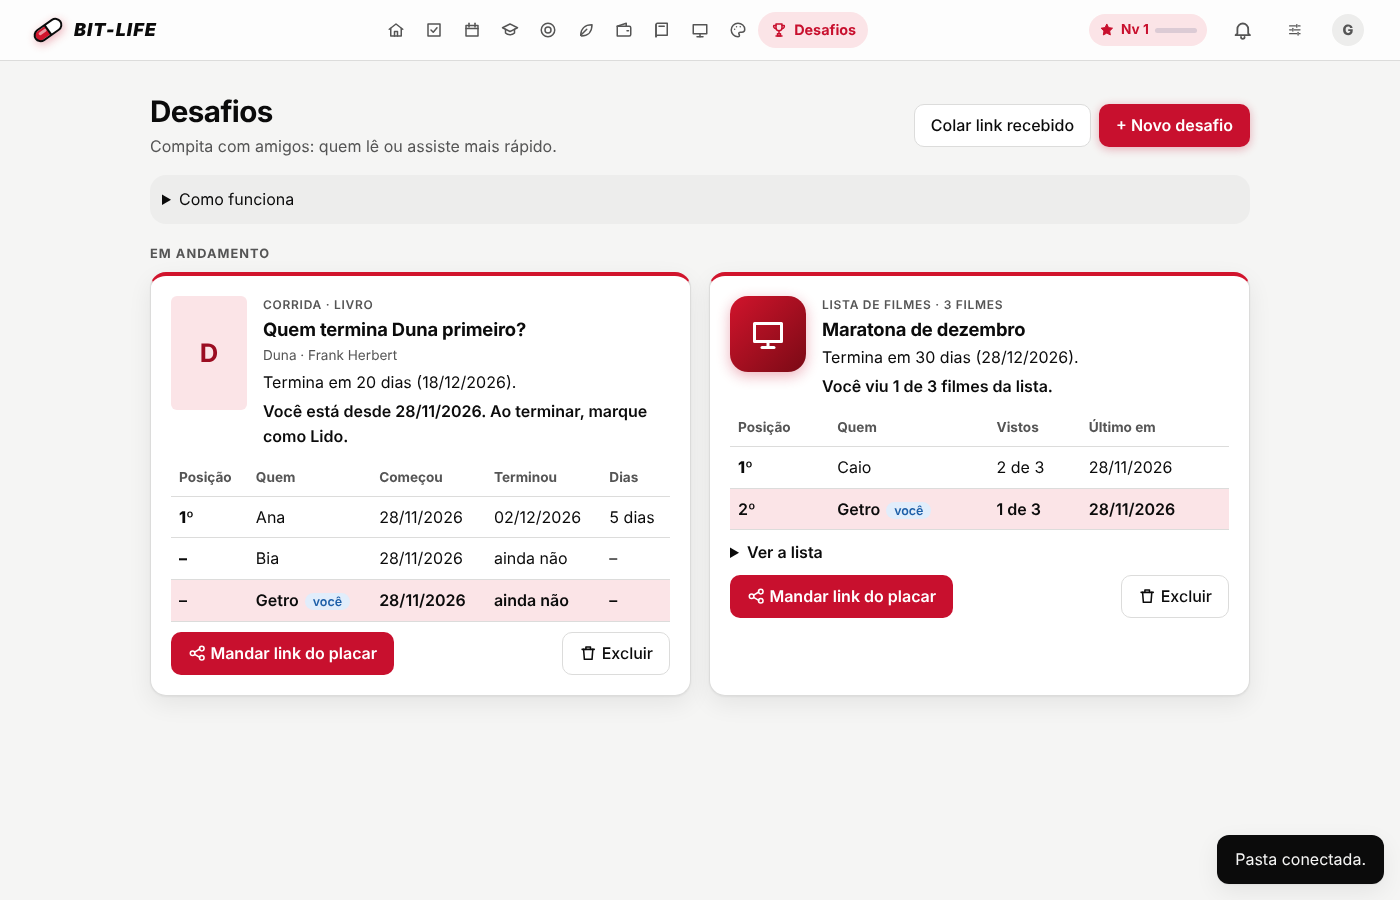 BIT-LIFE
Desafios
Nv 1
G
Desafios
Compita com amigos: quem lê ou assiste mais rápido.
Colar link recebido
+ Novo desafio
Como funciona
EM ANDAMENTO
D
CORRIDA · LIVRO
Quem termina Duna primeiro?
Duna · Frank Herbert
Termina em 20 dias (18/12/2026).
Você está desde 28/11/2026. Ao terminar, marque
como Lido.
Posição Quem Começou Terminou Dias
1º Ana 28/11/2026 02/12/2026 5 dias
– Bia 28/11/2026 ainda não –
– Getro você 28/11/2026 ainda não –
Mandar link do placar
Excluir
LISTA DE FILMES · 3 FILMES
Maratona de dezembro
Termina em 30 dias (28/12/2026).
Você viu 1 de 3 filmes da lista.
Posição Quem Vistos Último em
1º Caio 2 de 3 28/11/2026
2º Getro você 1 de 3 28/11/2026
Ver a lista
Mandar link do placar
Excluir
Pasta conectada.